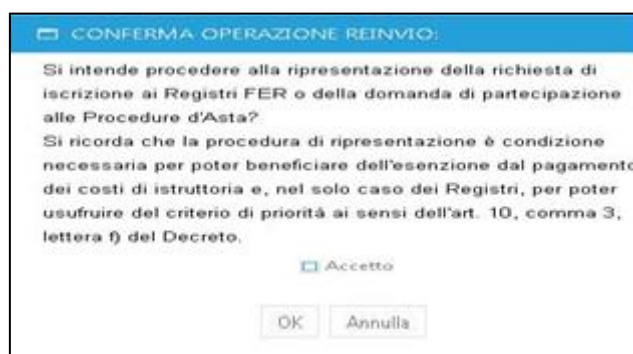 CONFERMA OPERAZIONE REINVIO:
Si intende procedere alla ripresentazione della richiesta di
iscrizione ai Registri FER o della domanda di partecipazione
alle Procedure d'Asta?
Si ricorda che la procedura di ripresentazione è condizione
necessaria per poter beneficiare dell'esenzione dal pagamento
dei costi di istruttoria e, nel solo caso dei Registri, per poter
usufruire del criterio di priorità ai sensi dell'art. 10, comma 3,
lettera f) del Decreto.
Accetto
OK Annulla